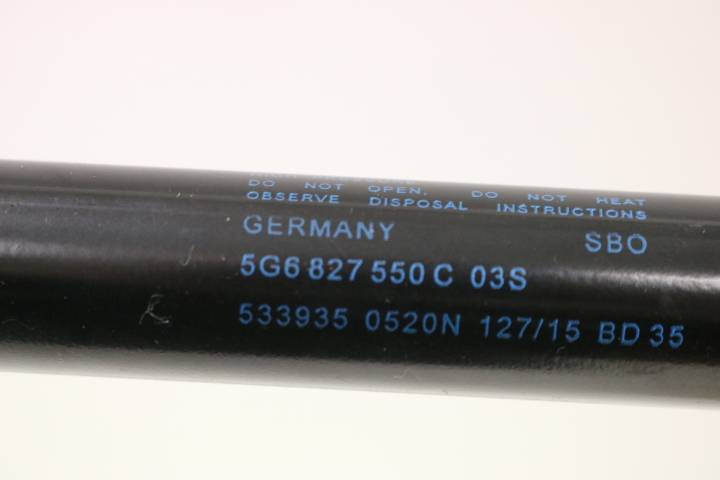 DO NOT OPEN, DO NOT HEAT
OBSERVE DISPOSAL INSTRUCTIONS
GERMANY SBO
5G6 827 550 C 03S
533935 0520N 127/15 BD 35